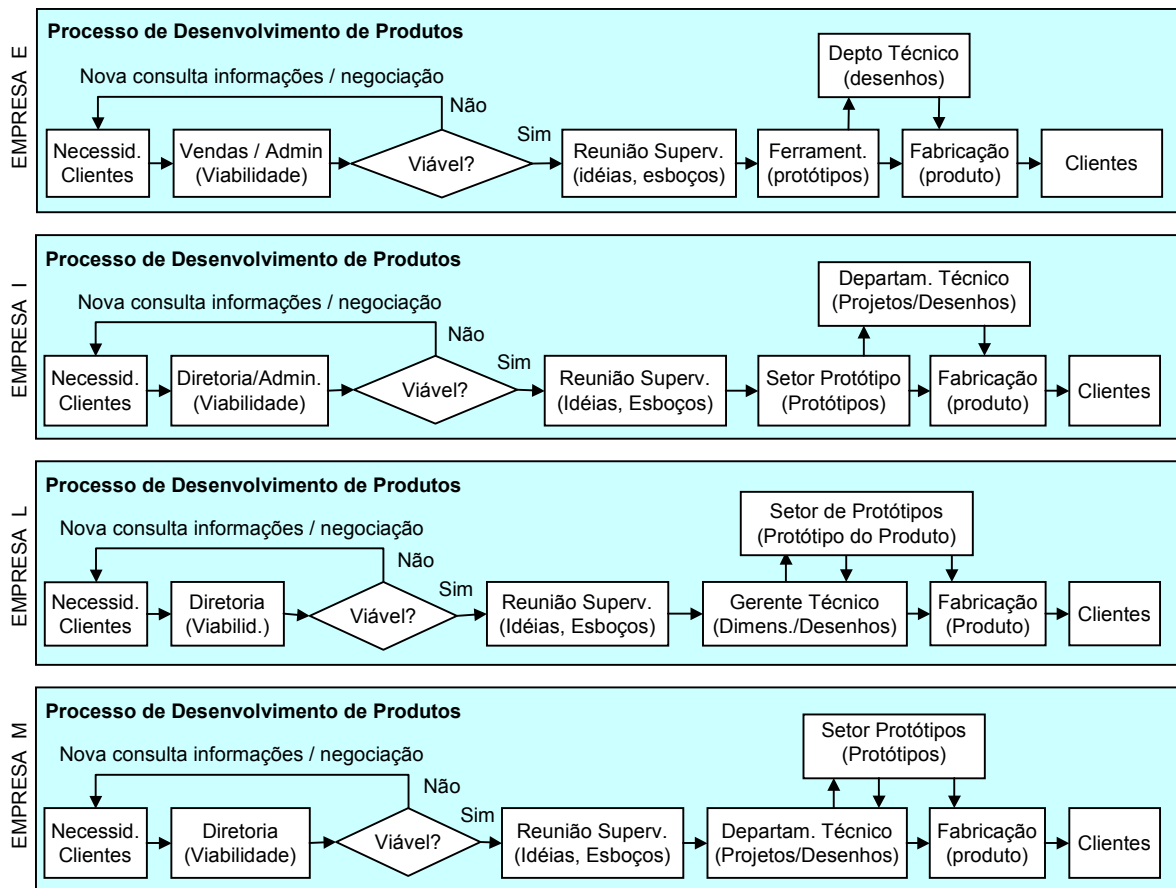 EMPRESA E
Processo de Desenvolvimento de Produtos
Nova consulta informações / negociação
Não
Sim
Necessid.
Clientes
Vendas / Admin
(Viabilidade)
Viável?
Reunião Superv.
(idéias, esboços)
Ferrament.
(protótipos)
Depto Técnico
(desenhos)
Fabricação
(produto)
Clientes
EMPRESA I
Processo de Desenvolvimento de Produtos
Nova consulta informações / negociação
Não
Sim
Necessid.
Clientes
Diretoria/Admin.
(Viabilidade)
Viável?
Reunião Superv.
(Idéias, Esboços)
Setor Protótipo
(Protótipos)
Departam. Técnico
(Projetos/Desenhos)
Fabricação
(produto)
Clientes
EMPRESA L
Processo de Desenvolvimento de Produtos
Nova consulta informações / negociação
Não
Sim
Necessid.
Clientes
Diretoria
(Viabilid.)
Viável?
Reunião Superv.
(Idéias, Esboços)
Gerente Técnico
(Dimens./Desenhos)
Setor de Protótipos
(Protótipo do Produto)
Fabricação
(Produto)
Clientes
EMPRESA M
Processo de Desenvolvimento de Produtos
Nova consulta informações / negociação
Não
Sim
Necessid.
Clientes
Diretoria
(Viabilidade)
Viável?
Reunião Superv.
(Idéias, Esboços)
Departam. Técnico
(Projetos/Desenhos)
Setor Protótipos
(Protótipos)
Fabricação
(produto)
Clientes